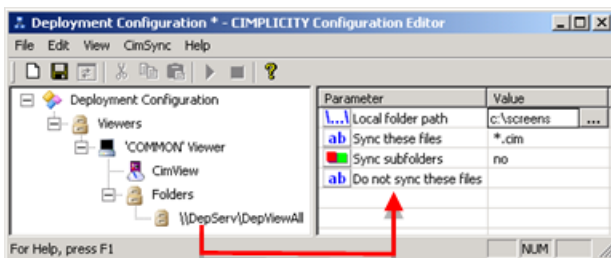 Deployment Configuration * - CIMPLICITY Configuration Editor
File Edit View CimSync Help
Deployment Configuration
Viewers
'COMMON' Viewer
CimView
Folders
\\DepServ\DepViewAll
Parameter Value
\...\ Local folder path c:\screens ...
ab Sync these files *.cim
Sync subfolders no
ab Do not sync these files
For Help, press F1 NUM